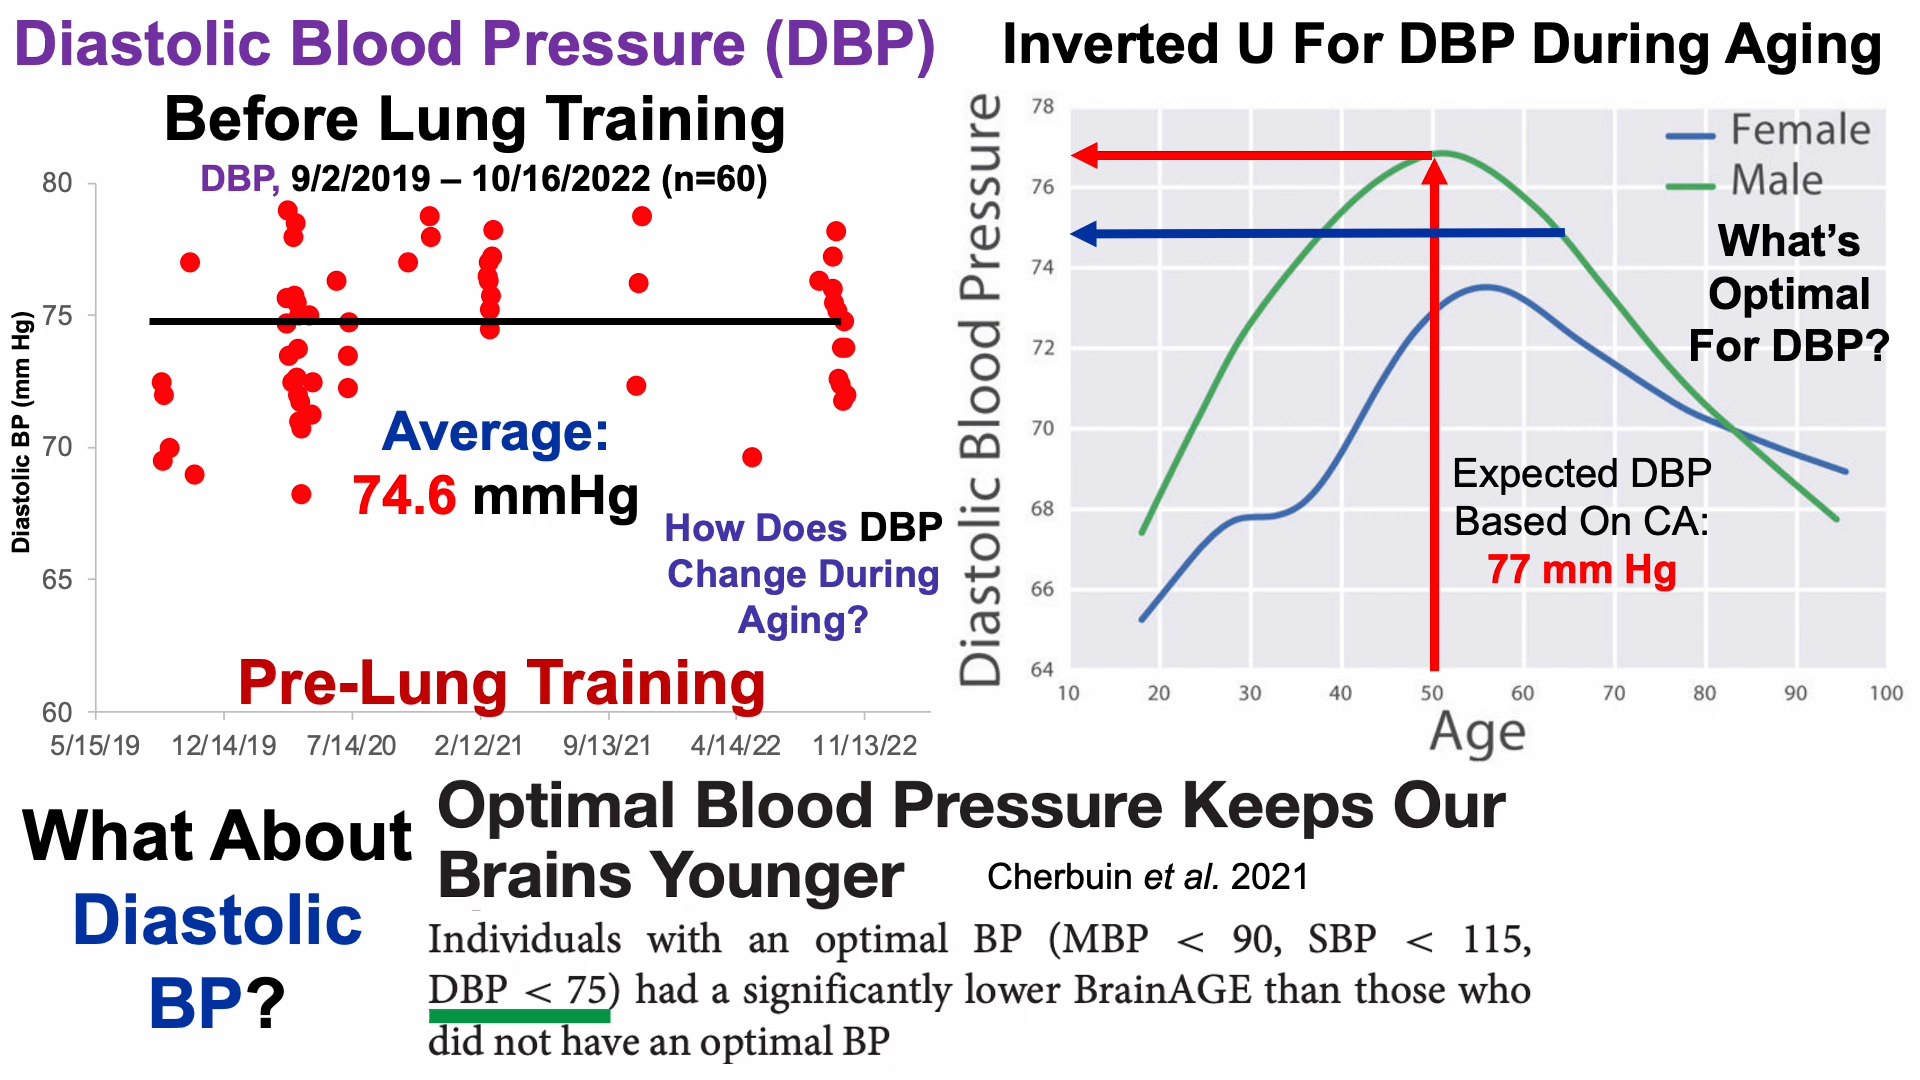 Diastolic Blood Pressure (DBP)
Before Lung Training
DBP, 9/2/2019 – 10/16/2022 (n=60)
Diastolic BP (mm Hg)
80
75
70
65
60
5/15/19 12/14/19 7/14/20 2/12/21 9/13/21 4/14/22 11/13/22
Average:
74.6 mmHg
How Does DBP
Change During
Aging?
Pre-Lung Training
Inverted U For DBP During Aging
Diastolic Blood Pressure
78
76
74
72
70
68
66
64
10 20 30 40 50 60 70 80 90 100
Age
Female
Male
What's
Optimal
For DBP?
Expected DBP
Based On CA:
77 mm Hg
What About
Diastolic
BP?
Optimal Blood Pressure Keeps Our
Brains Younger
Cherbuin et al. 2021
Individuals with an optimal BP (MBP < 90, SBP < 115,
DBP < 75) had a significantly lower BrainAGE than those who
did not have an optimal BP